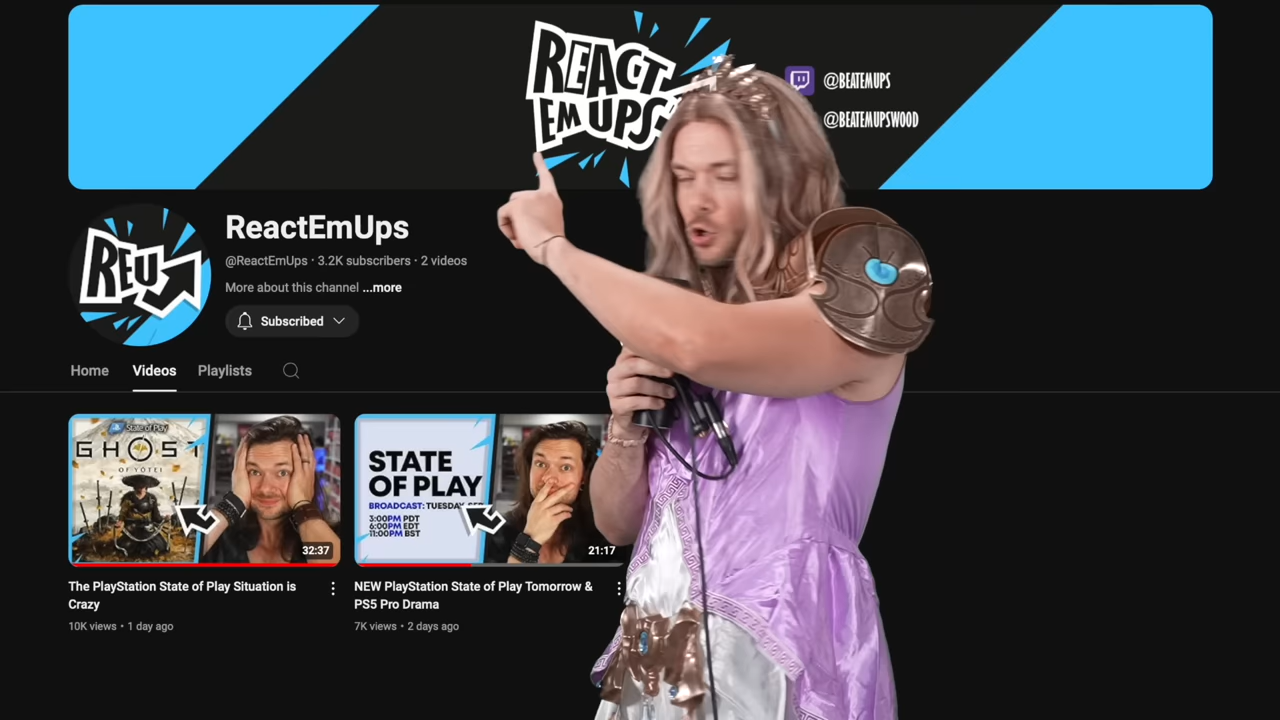 REACT
EM UPS
@BEATEMUPS
@BEATEMUPSWOOD
ReactEmUps
@ReactEmUps · 3.2K subscribers · 2 videos
More about this channel ...more
Subscribed
REU
Home Videos Playlists
State of Play
GHOST
OF YŌTEI
32:37
STATE
OF PLAY
BROADCAST: TUESDAY, SEP
3:00PM PDT
6:00PM EDT
11:00PM BST
21:17
The PlayStation State of Play Situation is
Crazy
10K views · 1 day ago
NEW PlayStation State of Play Tomorrow &
PS5 Pro Drama
7K views · 2 days ago